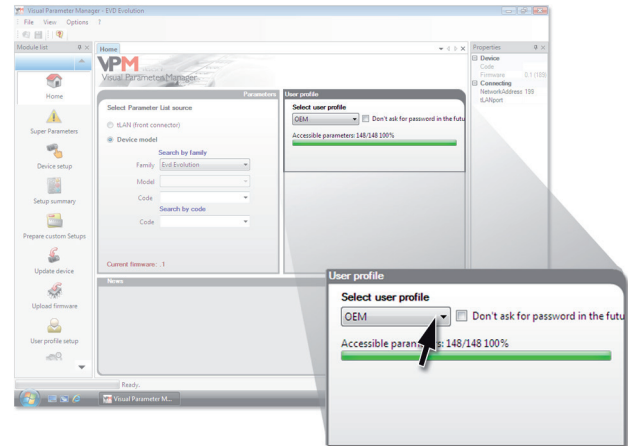 Visual Parameter Manager - EVD Evolution
File View Options ?
Module list
Home
Super Parameters
Device setup
Setup summary
Prepare custom Setups
Update device
Upload firmware
User profile setup
Home
VPM
Visual Parameter Manager
Parameters
Select Parameter List source
tLAN (front connector)
Device model
Search by family
Family Evd Evolution
Model
Code
Search by code
Code
Current firmware: .1
News
User profile
Select user profile
OEM Don't ask for password in the futu
Accessible parameters: 148/148 100%
Properties
Device
Code
Firmware 0.1 (169)
Connecting
NetworkAddress 198
tLANport
Ready.
Visual Parameter M...
User profile
Select user profile
OEM Don't ask for password in the futu
Accessible param rs: 148/148 100%